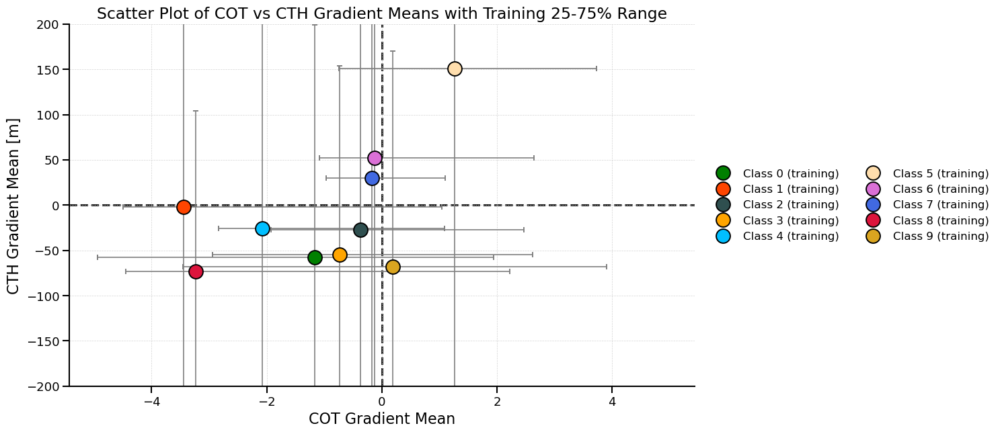 Scatter Plot of COT vs CTH Gradient Means with Training 25-75% Range
CTH Gradient Mean [m]
200
150
100
50
0
−50
−100
−150
−200
−4
−2
0
2
4
COT Gradient Mean
Class 0 (training)
Class 1 (training)
Class 2 (training)
Class 3 (training)
Class 4 (training)
Class 5 (training)
Class 6 (training)
Class 7 (training)
Class 8 (training)
Class 9 (training)